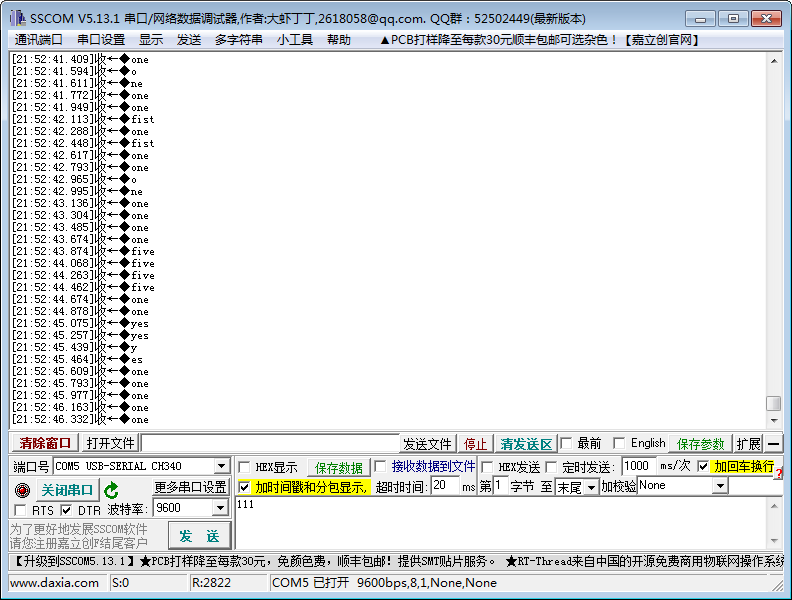 SSCOM V5.13.1 串口/网络数据调试器,作者:大虾丁丁,2618058@qq.com. QQ群：52502449(最新版本)
通讯端口 串口设置 显示 发送 多字符串 小工具 帮助 ▲PCB打样降至每款30元顺丰包邮可选杂色！【嘉立创官网】
[21:52:41.409]收←◆one
[21:52:41.594]收←◆o
[21:52:41.611]收←◆ne
[21:52:41.772]收←◆one
[21:52:41.949]收←◆one
[21:52:42.113]收←◆fist
[21:52:42.288]收←◆one
[21:52:42.448]收←◆fist
[21:52:42.617]收←◆one
[21:52:42.793]收←◆one
[21:52:42.965]收←◆o
[21:52:42.995]收←◆ne
[21:52:43.136]收←◆one
[21:52:43.304]收←◆one
[21:52:43.485]收←◆one
[21:52:43.674]收←◆one
[21:52:43.874]收←◆five
[21:52:44.068]收←◆five
[21:52:44.263]收←◆five
[21:52:44.462]收←◆five
[21:52:44.674]收←◆one
[21:52:44.878]收←◆one
[21:52:45.075]收←◆yes
[21:52:45.257]收←◆yes
[21:52:45.439]收←◆y
[21:52:45.464]收←◆es
[21:52:45.609]收←◆one
[21:52:45.793]收←◆one
[21:52:45.977]收←◆one
[21:52:46.163]收←◆one
[21:52:46.332]收←◆one
清除窗口 打开文件 发送文件 停止 清发送区 最前 English 保存参数 扩展 —
端口号 COM5 USB-SERIAL CH340 HEX显示 保存数据 接收数据到文件 HEX发送 定时发送: 1000 ms/次 加回车换行 ?
关闭串口 更多串口设置 加时间戳和分包显示, 超时时间: 20 ms 第 1 字节 至 末尾 加校验 None
RTS DTR 波特率: 9600
111
为了更好地发展SSCOM软件
请您注册嘉立创F结尾客户
发 送
【升级到SSCOM5.13.1】★PCB打样降至每款30元，免颜色费，顺丰包邮！提供SMT贴片服务。 ★RT-Thread来自中国的开源免费商用物联网操作系统
www.daxia.com S:0 R:2822 COM5 已打开 9600bps,8,1,None,None